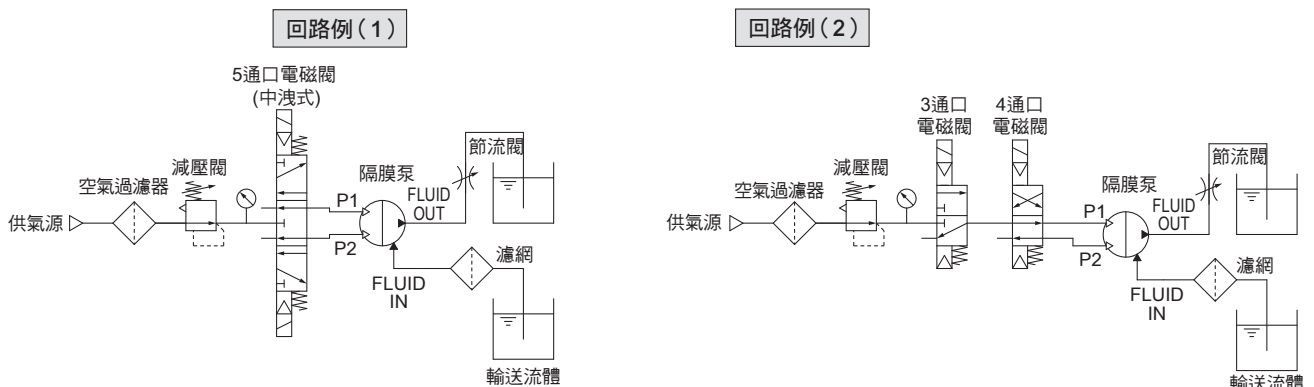 回路例(1)
5通口電磁閥
(中洩式)
節流閥
減壓閥
隔膜泵
空氣過濾器
FLUID
OUT
P1
供氣源
P2
濾網
FLUID
IN
輸送流體
回路例(2)
3通口
電磁閥
4通口
電磁閥
節流閥
減壓閥
隔膜泵
空氣過濾器
FLUID
OUT
P1
供氣源
P2
濾網
FLUID
IN
輸送流體